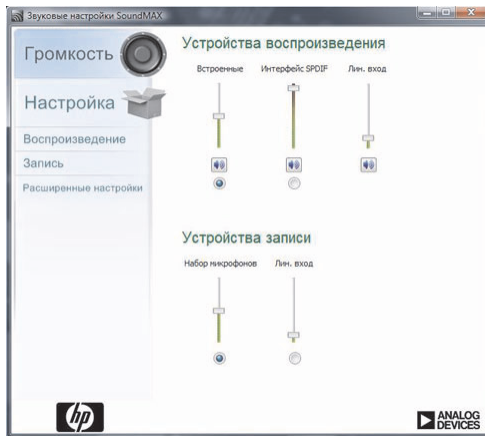 Звуковые настройки SoundMAX
Громкость
Настройка
Воспроизведение
Запись
Расширенные настройки
Устройства воспроизведения
Встроенные Интерфейс SPDIF Лин. вход
Устройства записи
Набор микрофонов Лин. вход
hp
ANALOG
DEVICES